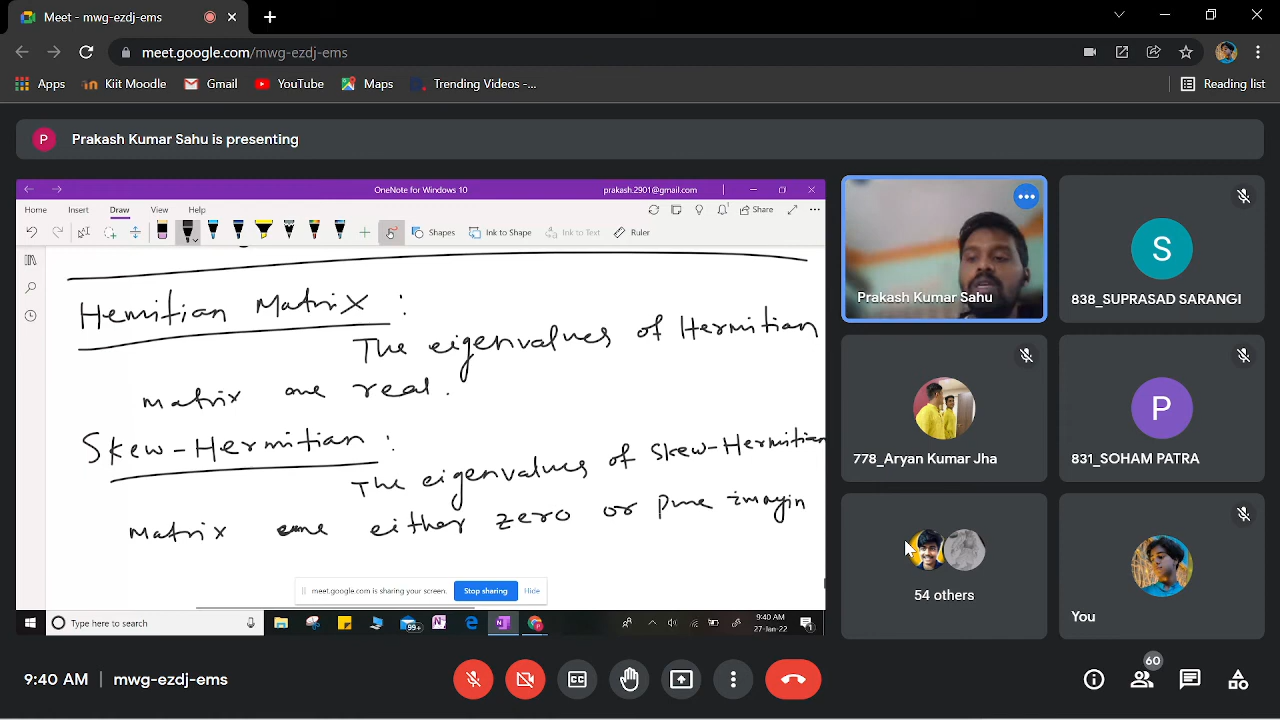 Meet - mwg-ezdj-ems
meet.google.com/mwg-ezdj-ems
Apps Kiit Moodle Gmail YouTube Maps Trending Videos -... Reading list
P Prakash Kumar Sahu is presenting
OneNote for Windows 10 prakash.2901@gmail.com
Home Insert Draw View Help Share
Shapes Ink to Shape Ink to Text Ruler
Hemitian Matrix :
The eigenvalues of Hermitian
matrix are real.
Skew-Hermitian :
The eigenvalues of Skew-Hermitian
matrix are either zero or pure imagin
meet.google.com is sharing your screen. Stop sharing Hide
Type here to search 99+ 9:40 AM
27-Jan-22
Prakash Kumar Sahu
S
838_SUPRASAD SARANGI
778_Aryan Kumar Jha
P
831_SOHAM PATRA
54 others
You
9:40 AM mwg-ezdj-ems 60